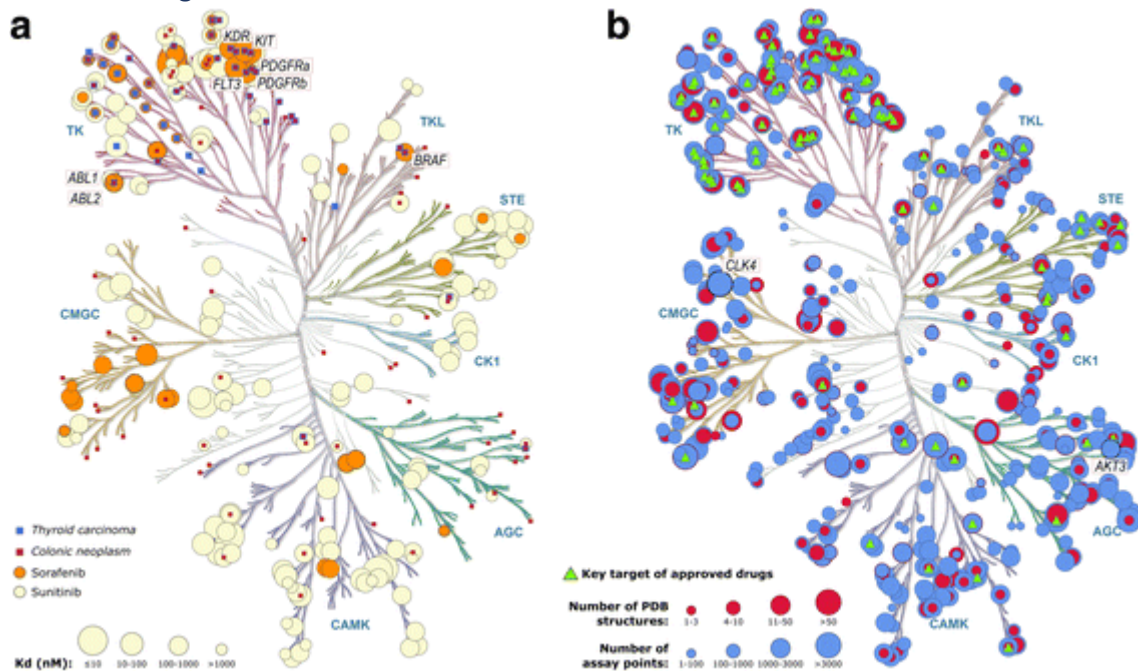 a
KDR
KIT
PDGFRa
FLT3
PDGFRb
TK
TKL
BRAF
ABL1
ABL2
STE
CMGC
CK1
AGC
CAMK
Thyroid carcinoma
Colonic neoplasm
Sorafenib
Sunitinib
Kd (nM):
≤10 10-100 100-1000 >1000
b
TK
TKL
STE
CLK4
CMGC
CK1
AKT3
AGC
CAMK
Key target of approved drugs
Number of PDB
structures:
1-3 4-10 11-50 >50
Number of
assay points:
1-100 100-1000 1000-3000 >3000